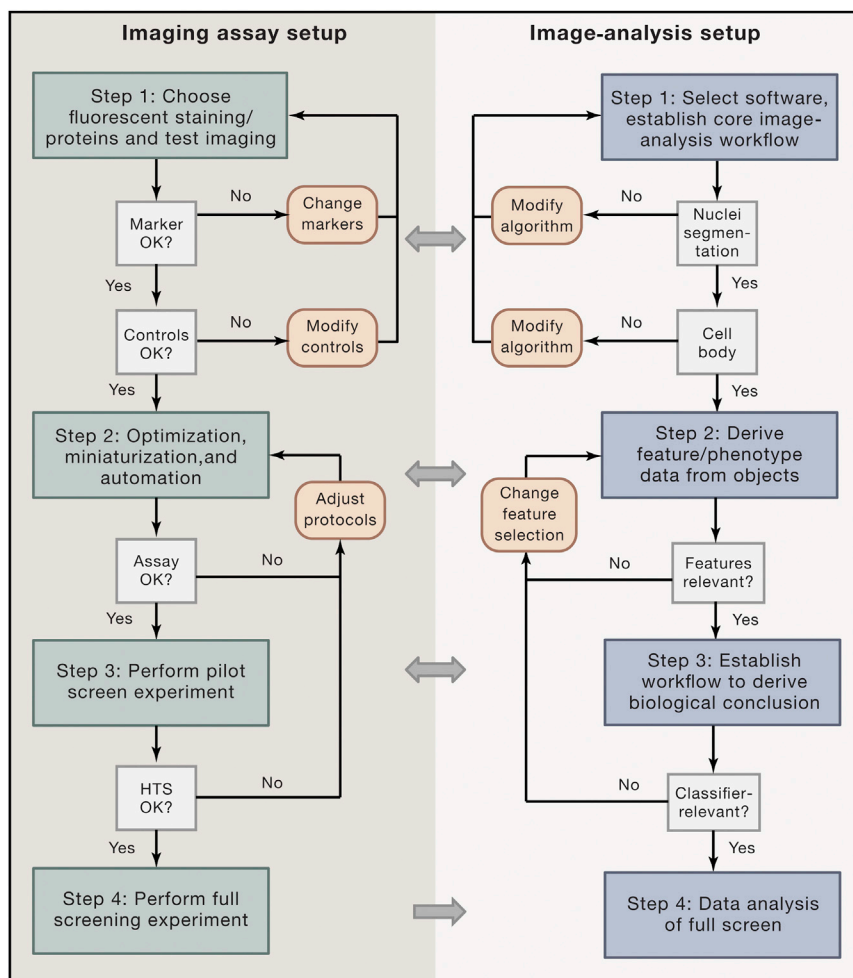 Imaging assay setup
Step 1: Choose
fluorescent staining/
proteins and test imaging
No
Marker
OK?
Change
markers
Yes
No
Controls
OK?
Modify
controls
Yes
Step 2: Optimization,
miniaturization,and
automation
Adjust
protocols
Assay
OK?
No
Yes
Step 3: Perform pilot
screen experiment
No
HTS
OK?
Yes
Step 4: Perform full
screening experiment
Image-analysis setup
Step 1: Select software,
establish core image-
analysis workflow
No
Modify
algorithm
Nuclei
segmen-
tation
Yes
No
Modify
algorithm
Cell
body
Yes
Step 2: Derive
feature/phenotype
data from objects
Change
feature
selection
No
Features
relevant?
Yes
Step 3: Establish
workflow to derive
biological conclusion
No
Classifier-
relevant?
Yes
Step 4: Data analysis
of full screen